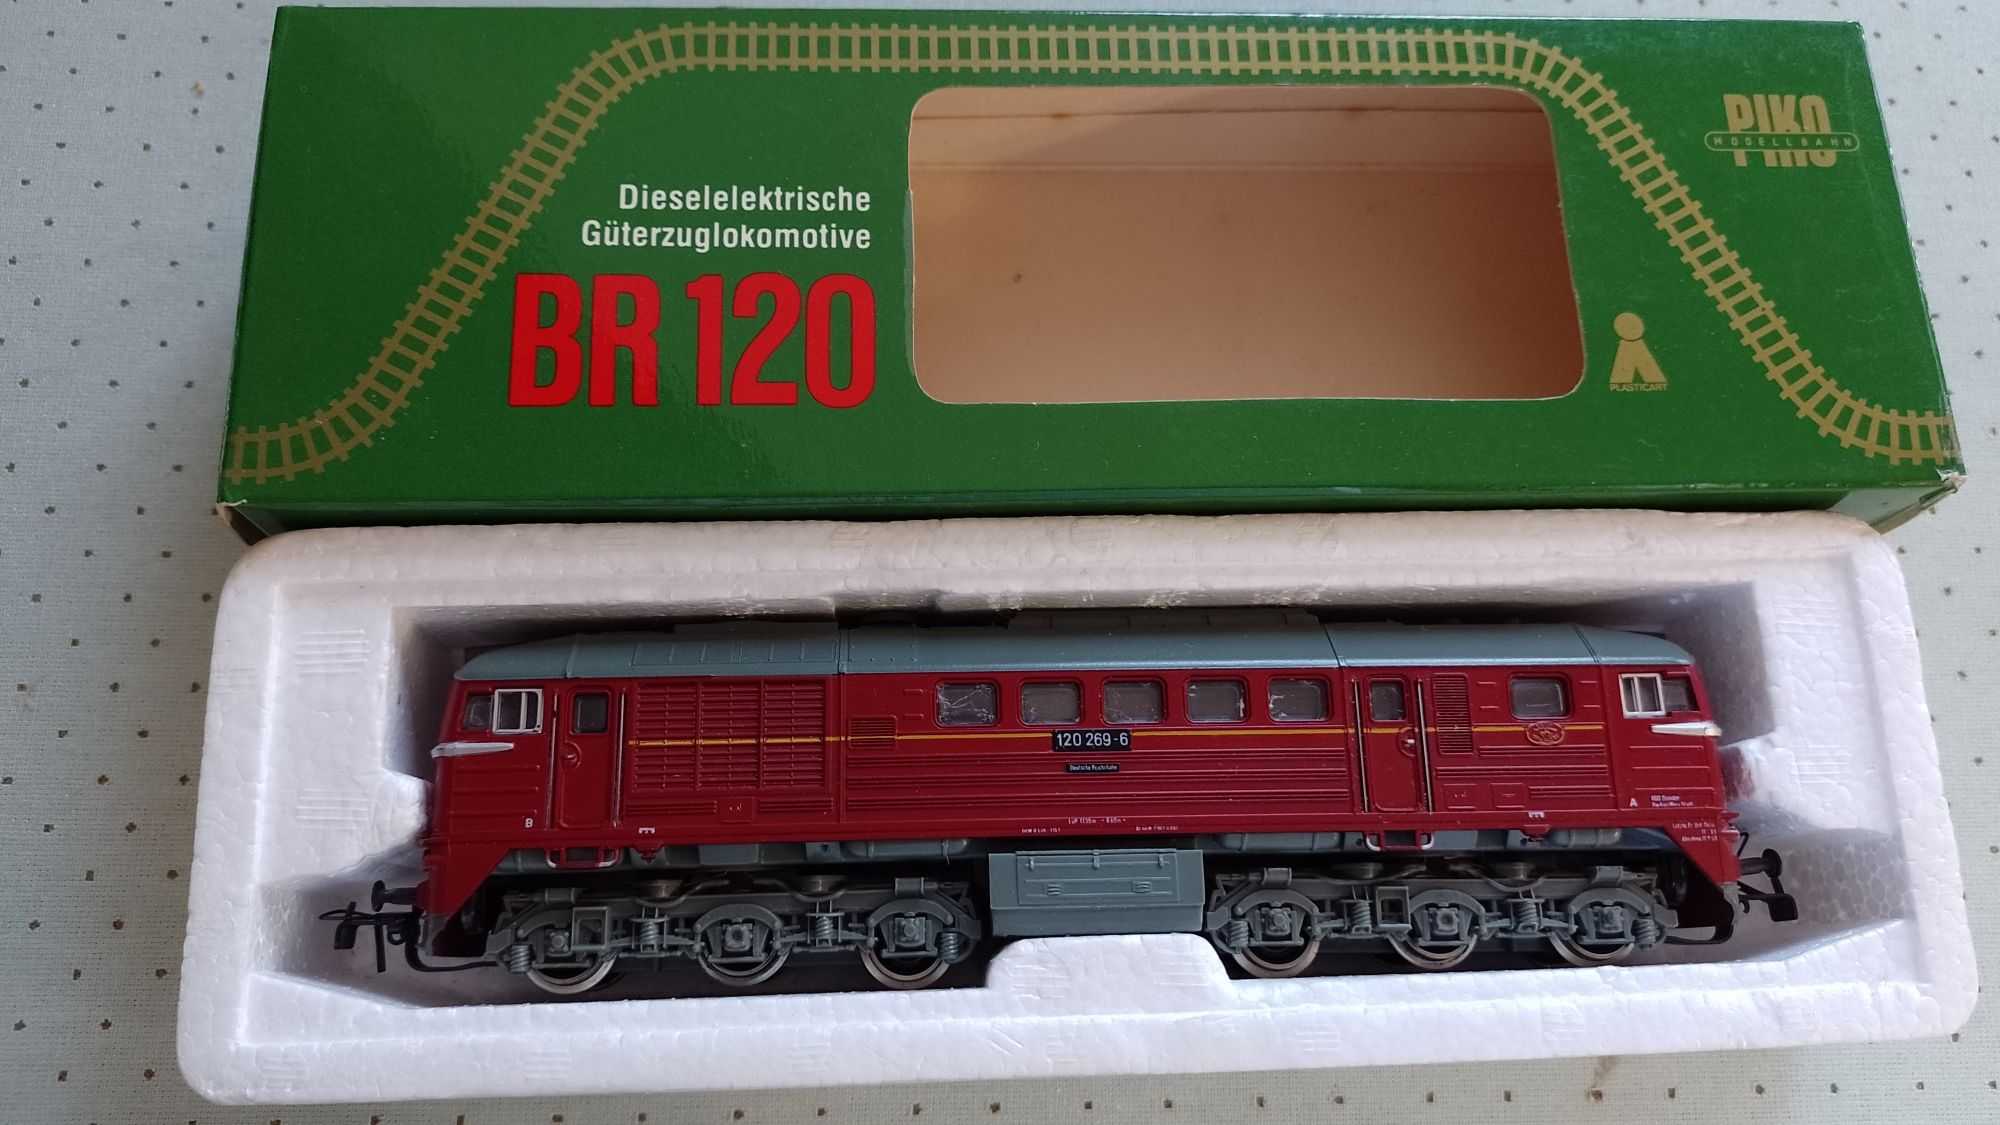 PIKO
MODELLBAHN
Dieselelektrische
Güterzuglokomotive
BR 120
PLASTICART
120 269-6
Deutsche Reichsbahn
B
A